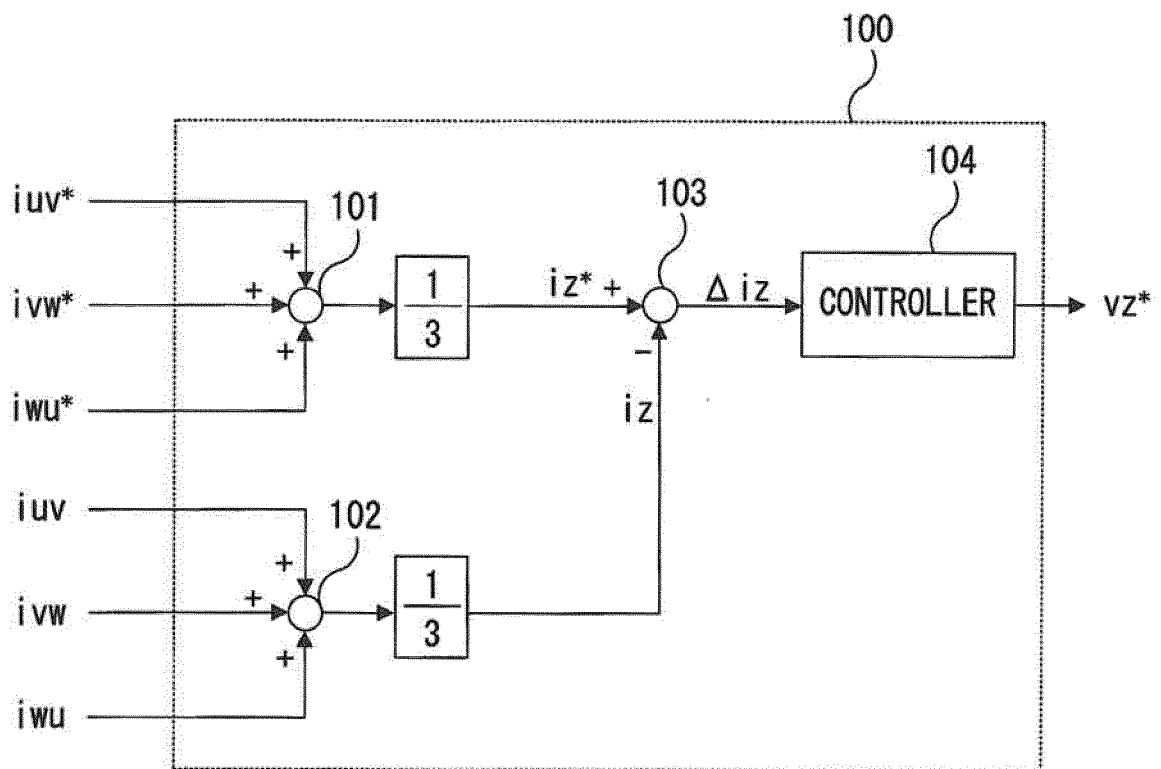 100
104
iuv*
101
103
+
ivw*
+
1
3
iz* +
Δiz
CONTROLLER
vz*
+
-
iwu*
iz
iuv
102
+
ivw
+
1
3
+
iwu